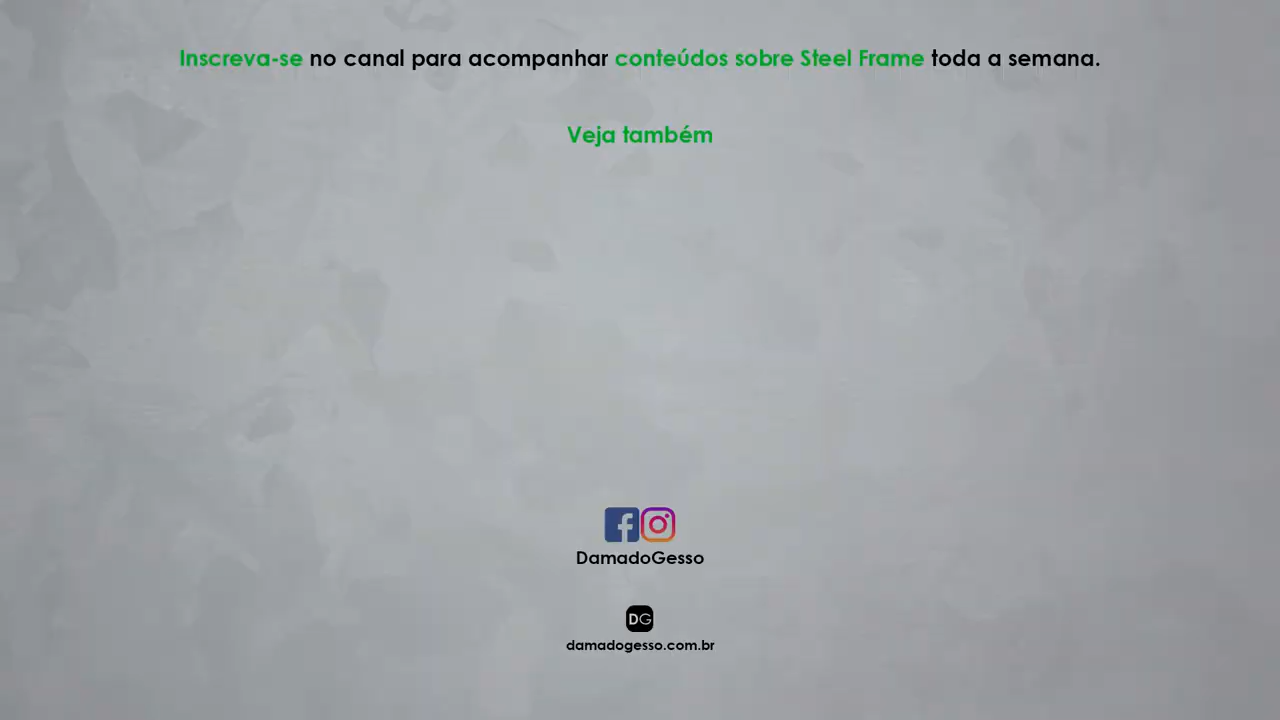 Inscreva-se no canal para acompanhar conteúdos sobre Steel Frame toda a semana.
Veja também
DamadoGesso
DG
damadogesso.com.br